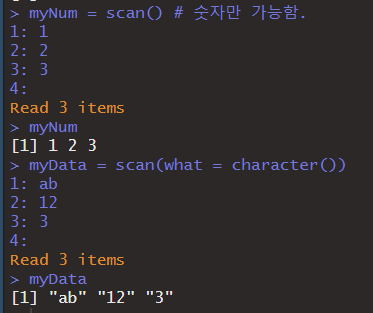 > myNum = scan() # 숫자만 가능함.
1: 1
2: 2
3: 3
4:
Read 3 items
> myNum
[1] 1 2 3
> myData = scan(what = character())
1: ab
2: 12
3: 3
4:
Read 3 items
> myData
[1] "ab" "12" "3"